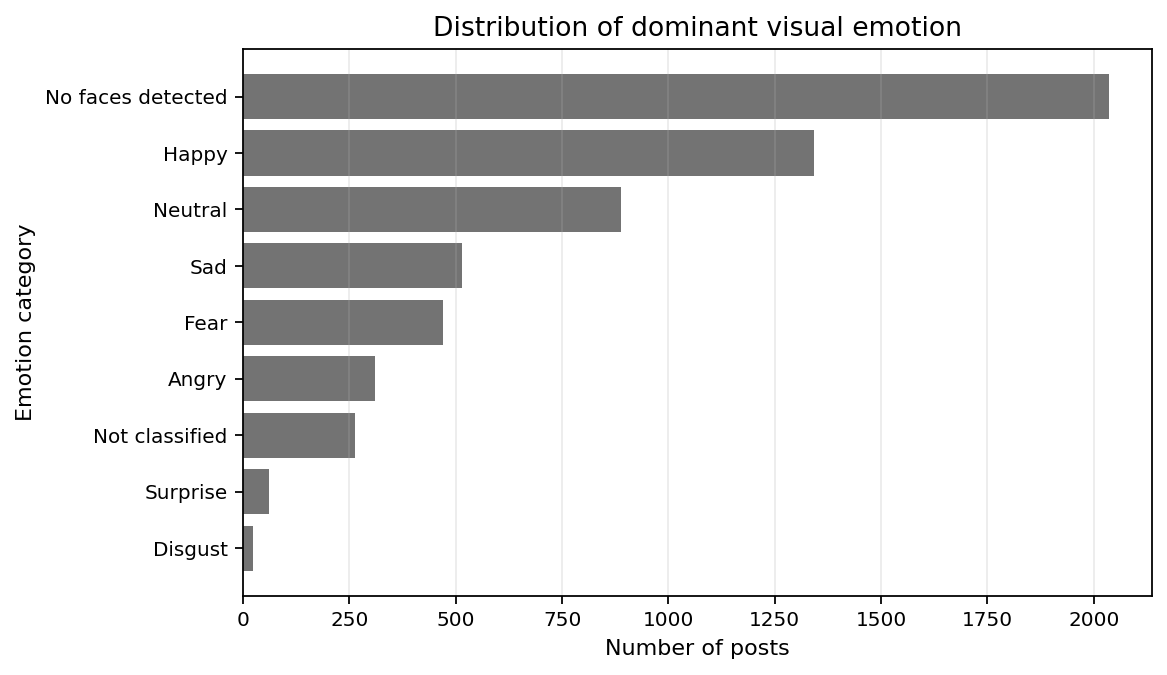 Distribution of dominant visual emotion
Emotion category
No faces detected
Happy
Neutral
Sad
Fear
Angry
Not classified
Surprise
Disgust
0 250 500 750 1000 1250 1500 1750 2000
Number of posts